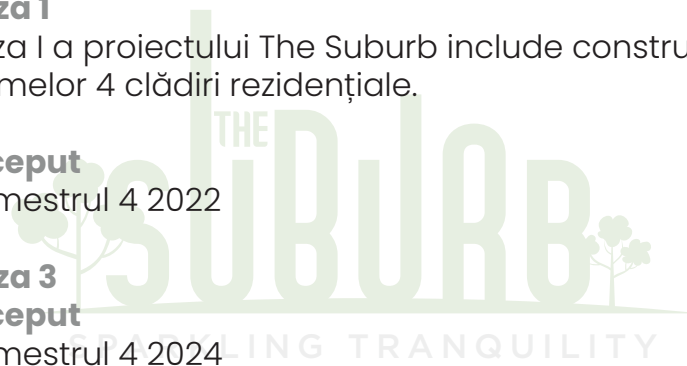 za 1
za I a proiectului The Suburb include constru
melor 4 clădiri rezidențiale.
THE
SUBURB
ceput
mestrul 4 2022
za 3
ceput
SPARKLING TRANQUILITY
mestrul 4 2024